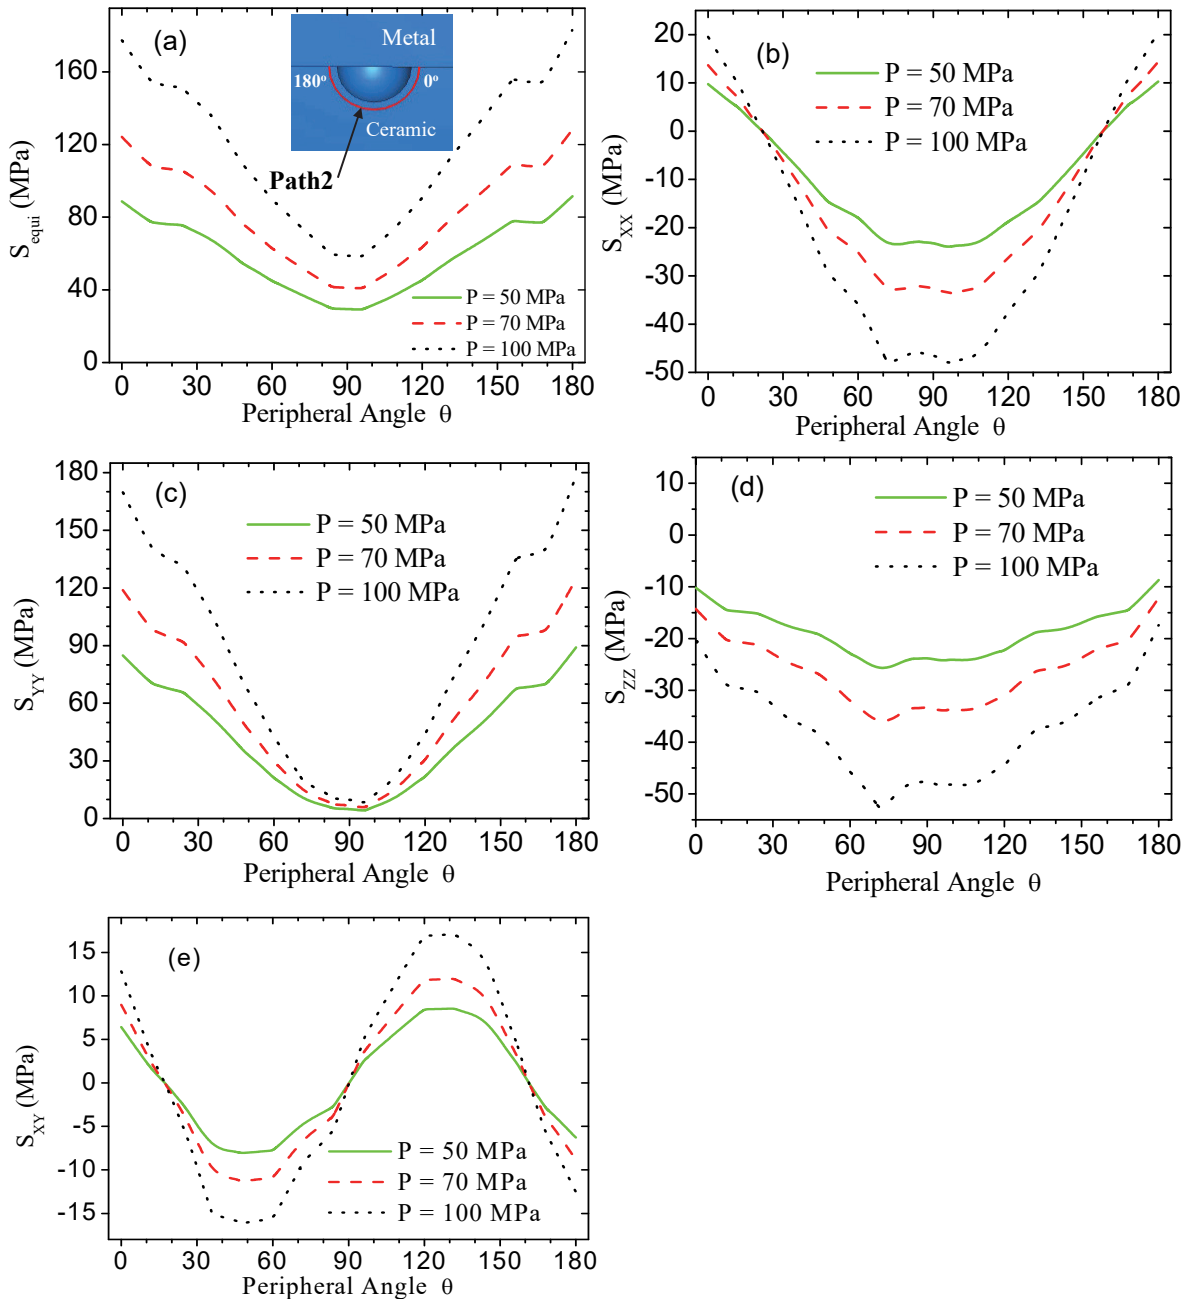 (a)
Metal
180°
0°
Ceramic
Path2
S_equi (MPa)
160
120
80
40
0
P = 50 MPa
P = 70 MPa
P = 100 MPa
0 30 60 90 120 150 180
Peripheral Angle θ
(b)
P = 50 MPa
P = 70 MPa
P = 100 MPa
S_XX (MPa)
20
10
0
-10
-20
-30
-40
-50
0 30 60 90 120 150 180
Peripheral Angle θ
(c)
P = 50 MPa
P = 70 MPa
P = 100 MPa
S_YY (MPa)
180
150
120
90
60
30
0
0 30 60 90 120 150 180
Peripheral Angle θ
(d)
P = 50 MPa
P = 70 MPa
P = 100 MPa
S_ZZ (MPa)
10
0
-10
-20
-30
-40
-50
0 30 60 90 120 150 180
Peripheral Angle θ
(e)
S_XY (MPa)
15
10
5
0
-5
-10
-15
P = 50 MPa
P = 70 MPa
P = 100 MPa
0 30 60 90 120 150 180
Peripheral Angle θ